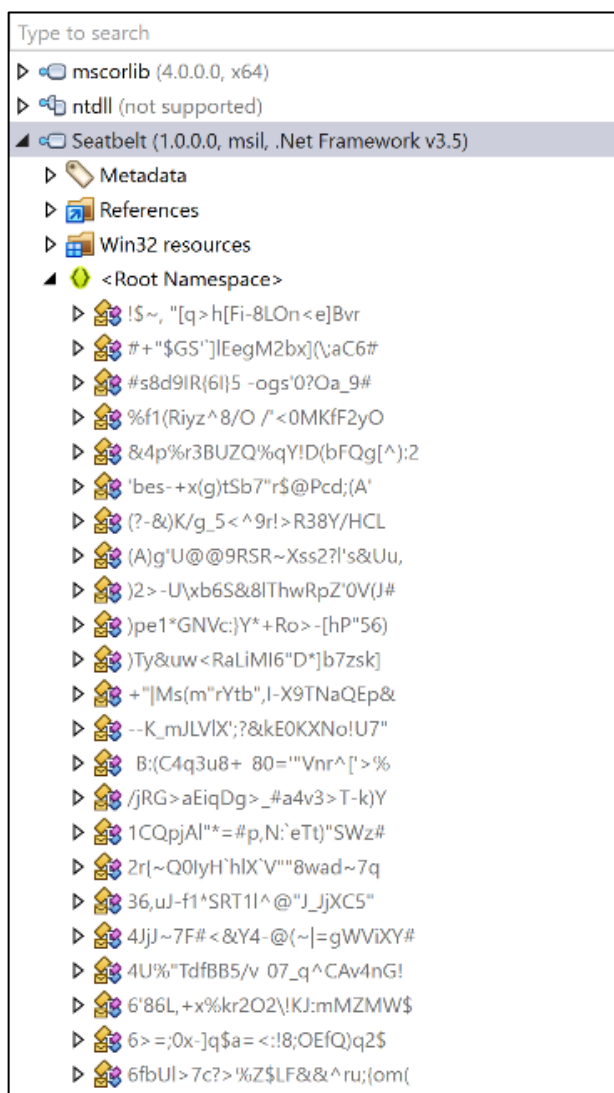 Type to search
mscorlib (4.0.0.0, x64)
ntdll (not supported)
Seatbelt (1.0.0.0, msil, .Net Framework v3.5)
Metadata
References
Win32 resources
<Root Namespace>
!$~, "[q>h[Fi-8LOn<e]Bvr
#+"$GS'`]lEegM2bx](\;aC6#
#s8d9IR{6I}5 -ogs'0?Oa_9#
%f1(Riyz^8/O /'<0MKfF2yO
&4p%r3BUZQ%qY!D(bFQg[^):2
'bes-+x(g)tSb7"r$@Pcd;(A'
(?-&)K/g_5<^9r!>R38Y/HCL
(A)g'U@@9RSR~Xss2?l's&Uu,
)2>-U\xb6S&8lThwRpZ'0V(J#
)pe1*GNVc:}Y*+Ro>-[hP"56)
)Ty&uw<RaLiMI6"D*]b7zsk]
+"|Ms(m"rYtb",I-X9TNaQEp&
--K_mJLVlX';?&kE0KXNo!U7"
B:(C4q3u8+ 80='"Vnr^['>%
/jRG>aEiqDg>_#a4v3>T-k)Y
1CQpjAl"*=#p,N:`eTt)"SWz#
2r{~Q0IyH`hlX`V""8wad~7q
36,uJ-f1*SRT1l^@"J_JjXC5"
4JjJ~7F#<&Y4-@(~|=gWViXY#
4U%"TdfBB5/v 07_q^CAv4nG!
6'86L,+x%kr2O2\!KJ:mMZMW$
6>=;0x-]q$a=<:!8;OEfQ)q2$
6fbUl>7c?>%Z$LF&&^ru;{om(